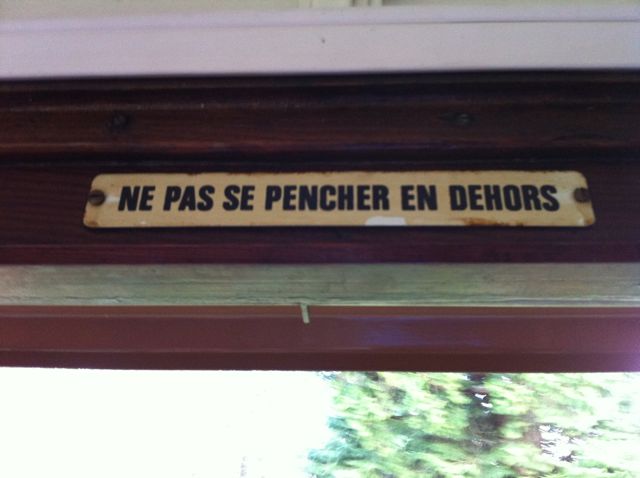 NE PAS SE PENCHER EN DEHORS